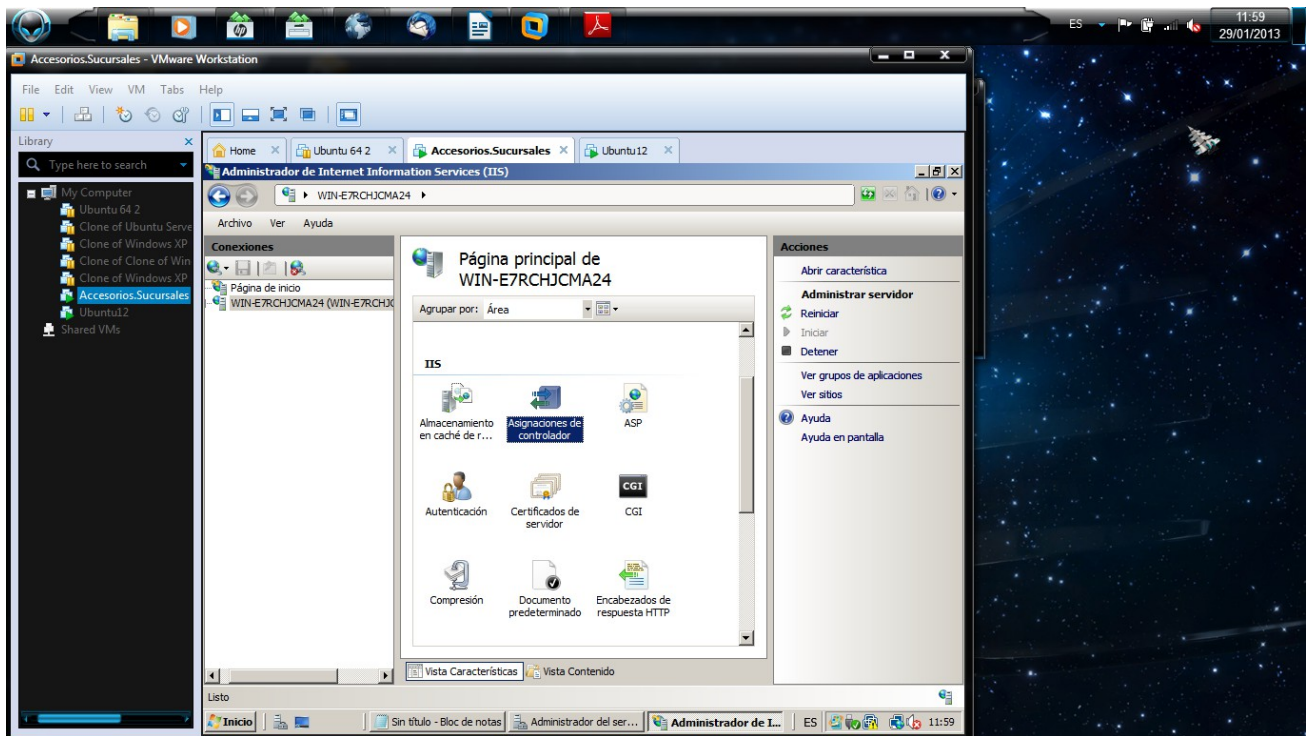 ES
11:59
29/01/2013
Accesorios.Sucursales - VMware Workstation
File Edit View VM Tabs Help
Library
Type here to search
My Computer
Ubuntu 64 2
Clone of Ubuntu Serve
Clone of Windows XP
Clone of Clone of Win
Clone of Windows XP
Accesorios.Sucursales
Ubuntu12
Shared VMs
Home
Ubuntu 64 2
Accesorios.Sucursales
Ubuntu12
Administrador de Internet Information Services (IIS)
WIN-E7RCHJCMA24
Archivo Ver Ayuda
Conexiones
Página de inicio
WIN-E7RCHJCMA24 (WIN-E7RCHJC
Página principal de
WIN-E7RCHJCMA24
Agrupar por: Área
IIS
Almacenamiento
en caché de r...
Asignaciones de
controlador
ASP
Autenticación
Certificados de
servidor
CGI
CGI
Compresión
Documento
predeterminado
Encabezados de
respuesta HTTP
Vista Características
Vista Contenido
Acciones
Abrir característica
Administrar servidor
Reiniciar
Iniciar
Detener
Ver grupos de aplicaciones
Ver sitios
Ayuda
Ayuda en pantalla
Listo
Inicio
Sin título - Bloc de notas
Administrador del ser...
Administrador de I...
ES
11:59